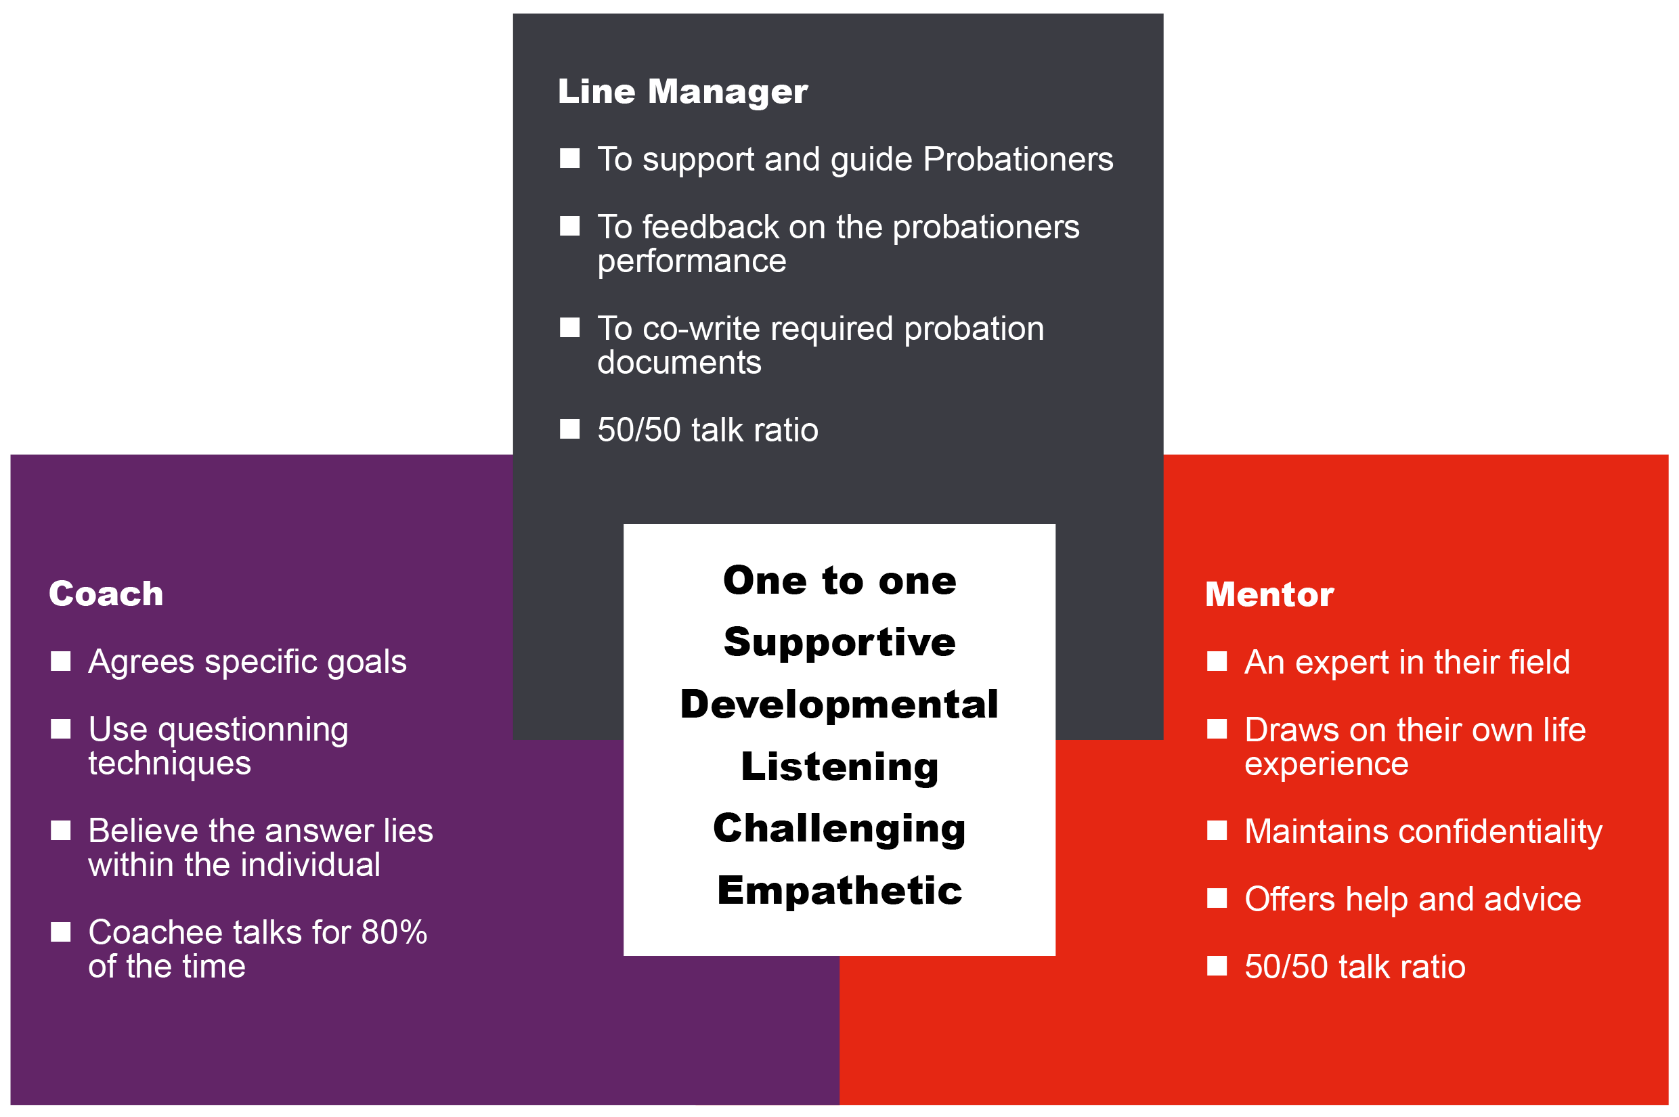 Line Manager
To support and guide Probationers
To feedback on the probationers
performance
To co-write required probation
documents
50/50 talk ratio
Coach
Agrees specific goals
Use questionning
techniques
Believe the answer lies
within the individual
Coachee talks for 80%
of the time
One to one
Supportive
Developmental
Listening
Challenging
Empathetic
Mentor
An expert in their field
Draws on their own life
experience
Maintains confidentiality
Offers help and advice
50/50 talk ratio